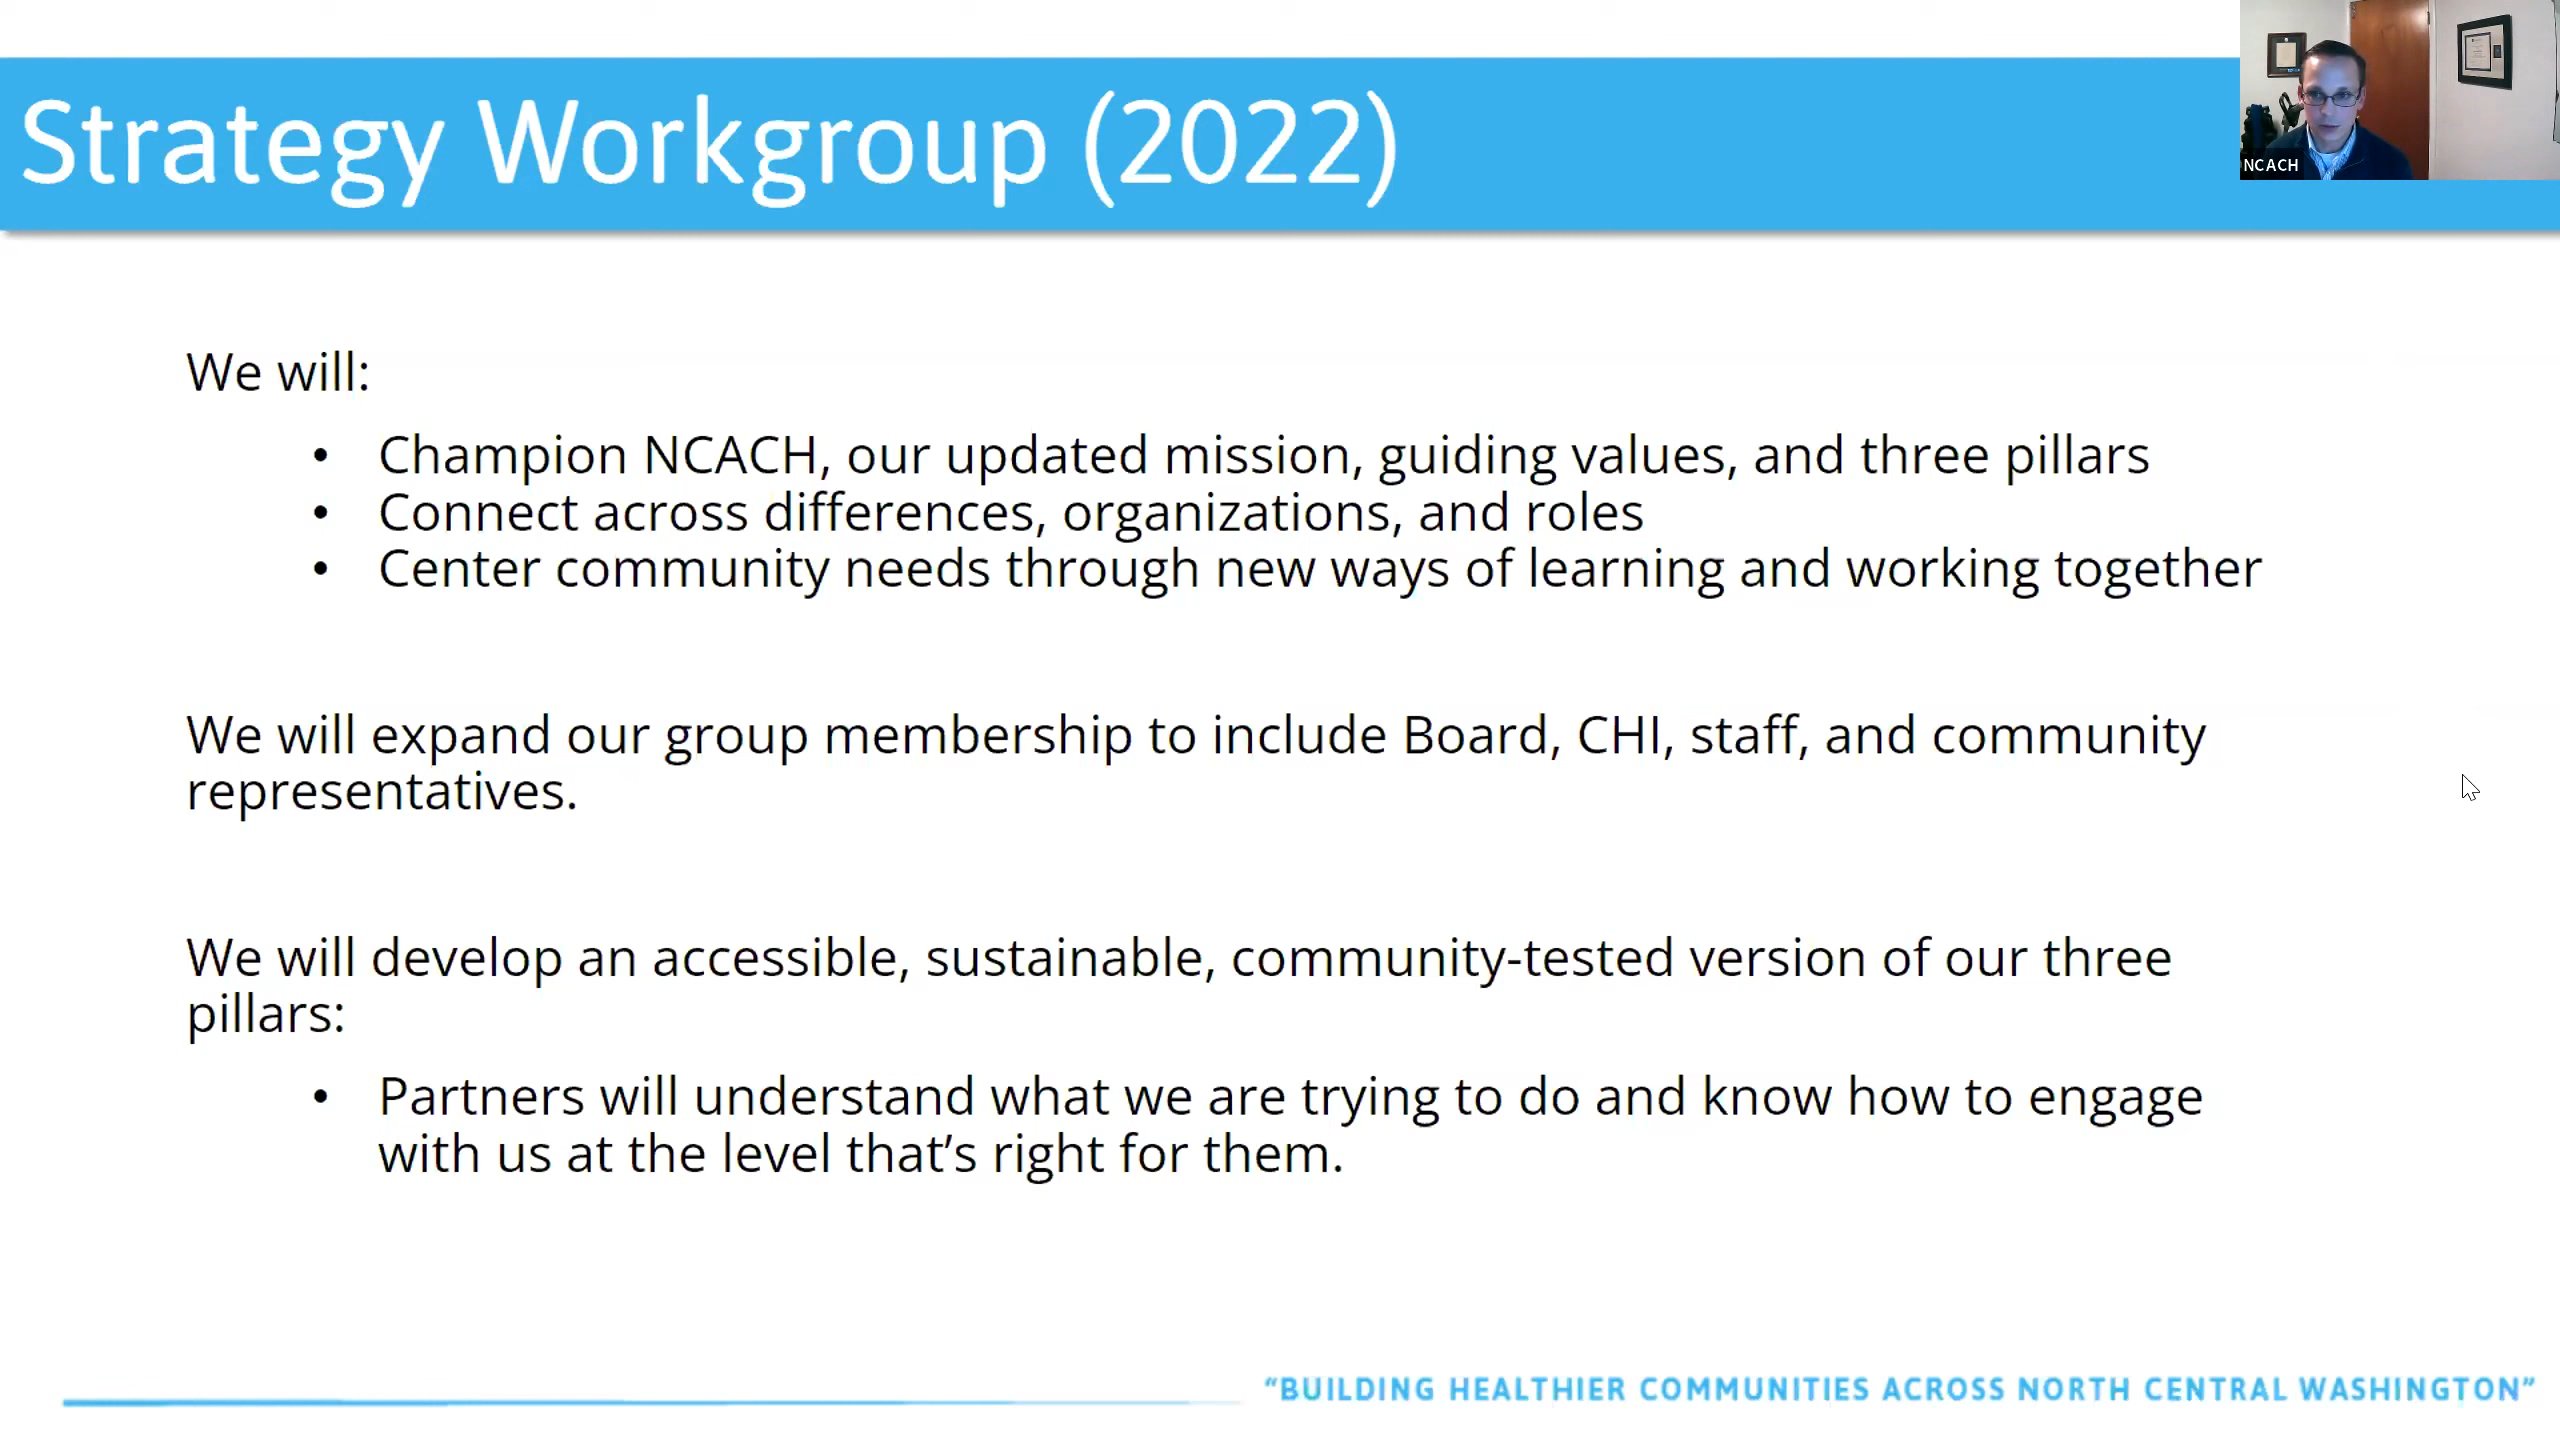 Strategy Workgroup (2022)
NCACH
We will:
• Champion NCACH, our updated mission, guiding values, and three pillars
• Connect across differences, organizations, and roles
• Center community needs through new ways of learning and working together
We will expand our group membership to include Board, CHI, staff, and community
representatives.
We will develop an accessible, sustainable, community-tested version of our three
pillars:
• Partners will understand what we are trying to do and know how to engage
with us at the level that’s right for them.
“BUILDING HEALTHIER COMMUNITIES ACROSS NORTH CENTRAL WASHINGTON”